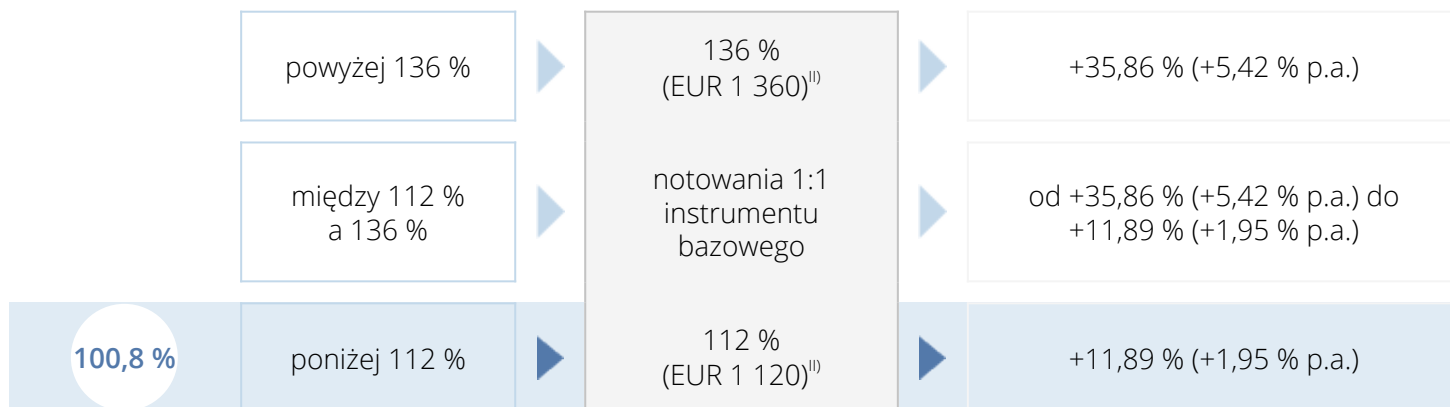 powyżej 136 %
136 %
(EUR 1 360)II)
+35,86 % (+5,42 % p.a.)
między 112 %
a 136 %
notowania 1:1
instrumentu
bazowego
od +35,86 % (+5,42 % p.a.) do
+11,89 % (+1,95 % p.a.)
100,8 %
poniżej 112 %
112 %
(EUR 1 120)II)
+11,89 % (+1,95 % p.a.)